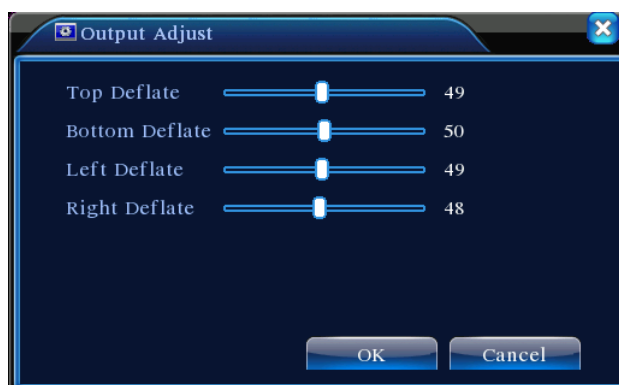 Output Adjust
Top Deflate 49
Bottom Deflate 50
Left Deflate 49
Right Deflate 48
OK Cancel